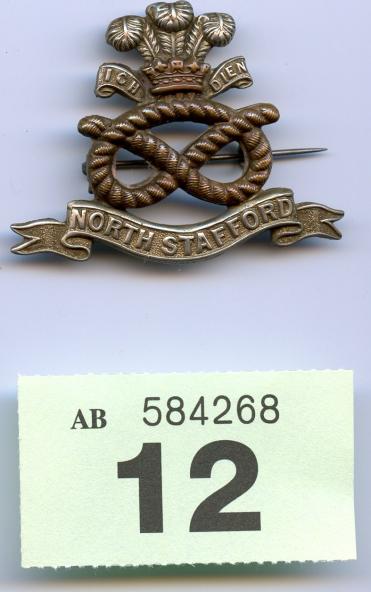 ICH DIEN
NORTH STAFFORD
AB 584268
12